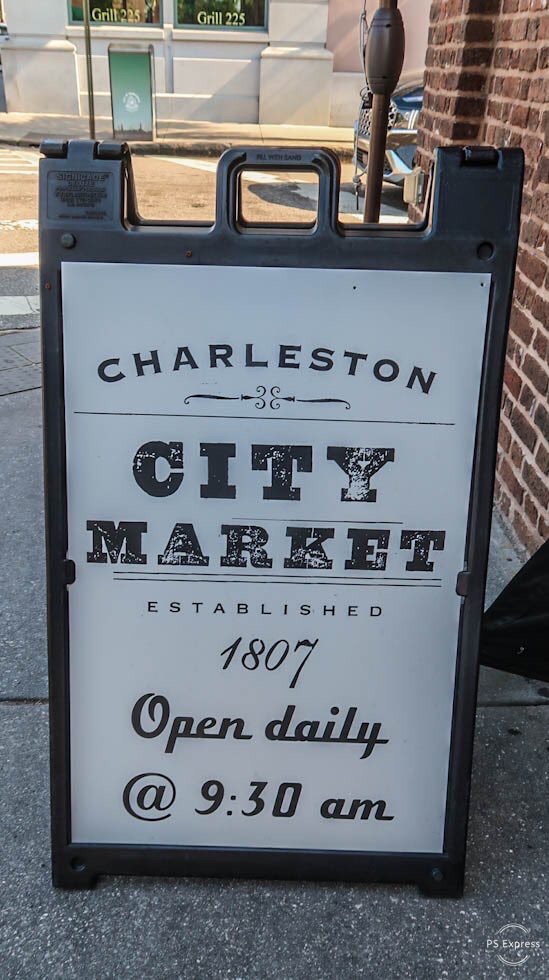 Grill 225
Grill 225
FILL WITH SAND
SIGNICADE
CHARLESTON
CITY
MARKET
ESTABLISHED
1807
Open daily
@ 9:30 am
PS Express